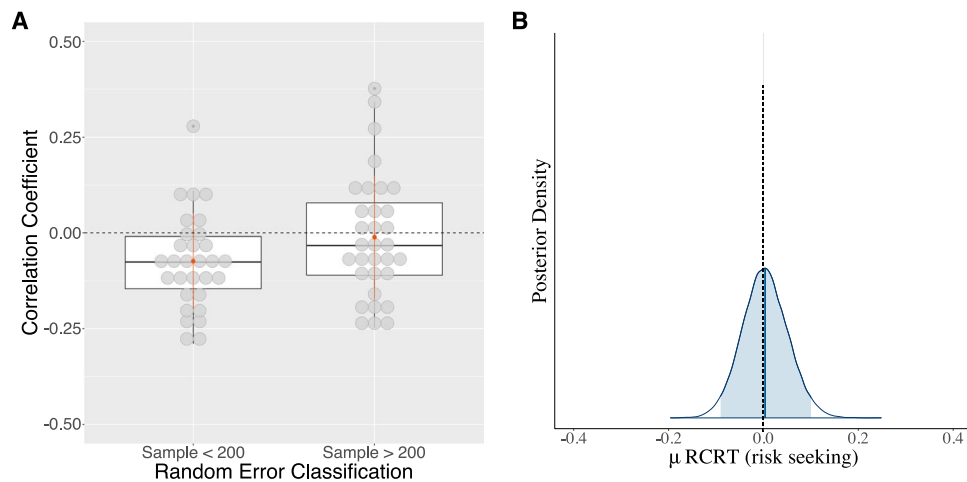 A
0.50
0.25
0.00
-0.25
-0.50
Correlation Coefficient
Sample < 200
Sample > 200
Random Error Classification
B
Posterior Density
-0.4
-0.2
0.0
0.2
0.4
μ RCRT (risk seeking)